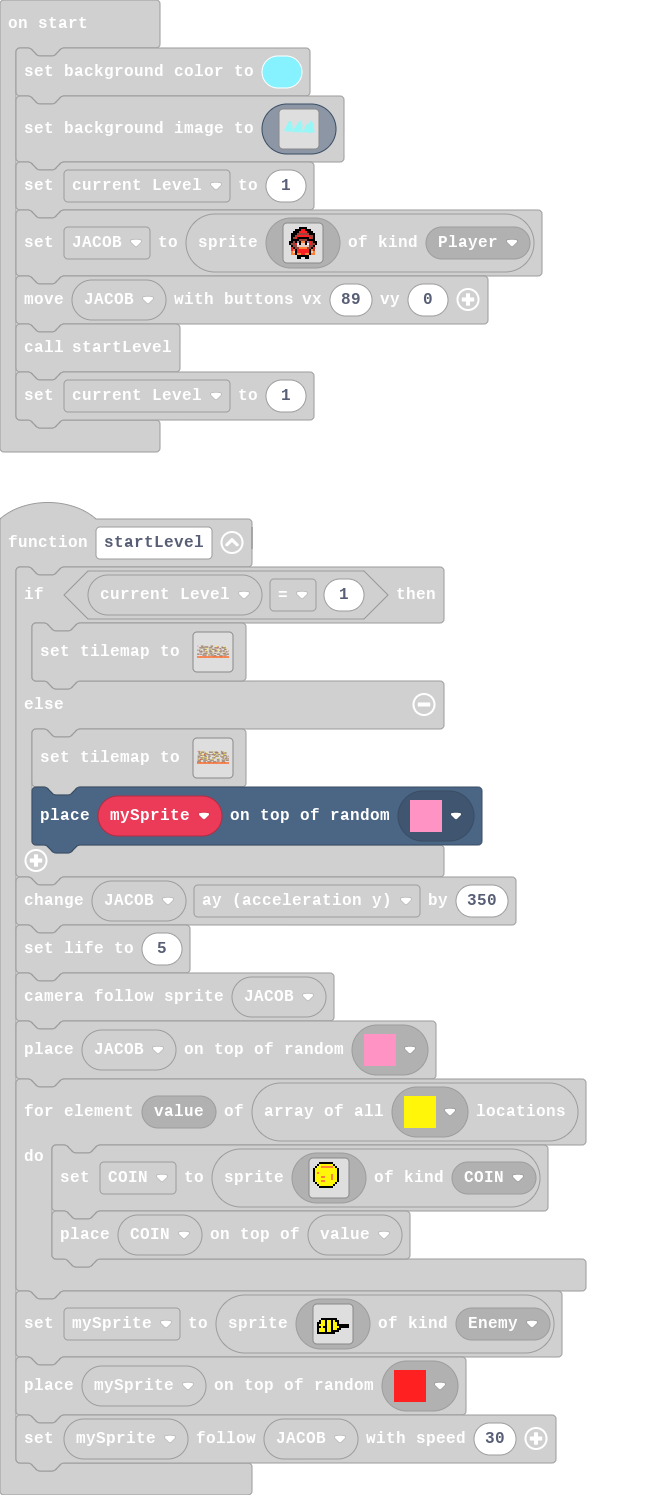 on start
set background color to
set background image to
set current Level to 1
set JACOB to sprite of kind Player
move JACOB with buttons vx 89 vy 0
call startLevel
set current Level to 1
function startLevel
if current Level = 1 then
set tilemap to
else
set tilemap to
place mySprite on top of random
change JACOB ay (acceleration y) by 350
set life to 5
camera follow sprite JACOB
place JACOB on top of random
for element value of array of all locations
do
set COIN to sprite of kind COIN
place COIN on top of value
set mySprite to sprite of kind Enemy
place mySprite on top of random
set mySprite follow JACOB with speed 30